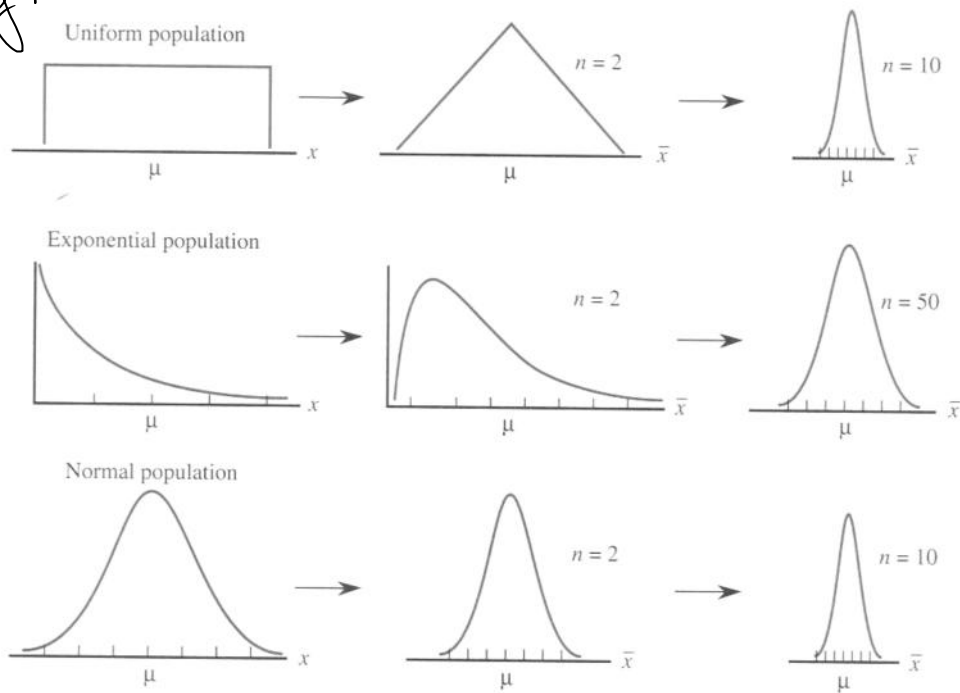 Uniform population
n = 2
n = 10
x
x̄
x̄
μ
μ
μ
Exponential population
n = 2
n = 50
x
x̄
x̄
μ
μ
μ
Normal population
n = 2
n = 10
x
x̄
x̄
μ
μ
μ